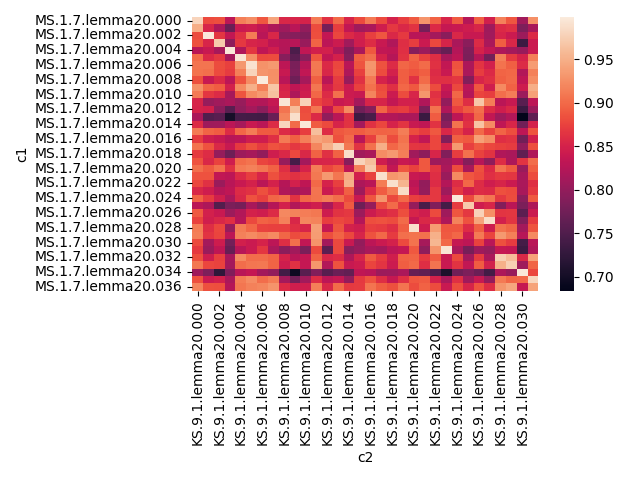 MS.1.7.lemma20.000
MS.1.7.lemma20.002
MS.1.7.lemma20.004
MS.1.7.lemma20.006
MS.1.7.lemma20.008
MS.1.7.lemma20.010
MS.1.7.lemma20.012
MS.1.7.lemma20.014
MS.1.7.lemma20.016
MS.1.7.lemma20.018
MS.1.7.lemma20.020
MS.1.7.lemma20.022
MS.1.7.lemma20.024
MS.1.7.lemma20.026
MS.1.7.lemma20.028
MS.1.7.lemma20.030
MS.1.7.lemma20.032
MS.1.7.lemma20.034
MS.1.7.lemma20.036
c1
KS.9.1.lemma20.000
KS.9.1.lemma20.002
KS.9.1.lemma20.004
KS.9.1.lemma20.006
KS.9.1.lemma20.008
KS.9.1.lemma20.010
KS.9.1.lemma20.012
KS.9.1.lemma20.014
KS.9.1.lemma20.016
KS.9.1.lemma20.018
KS.9.1.lemma20.020
KS.9.1.lemma20.022
KS.9.1.lemma20.024
KS.9.1.lemma20.026
KS.9.1.lemma20.028
KS.9.1.lemma20.030
c2
0.95
0.90
0.85
0.80
0.75
0.70